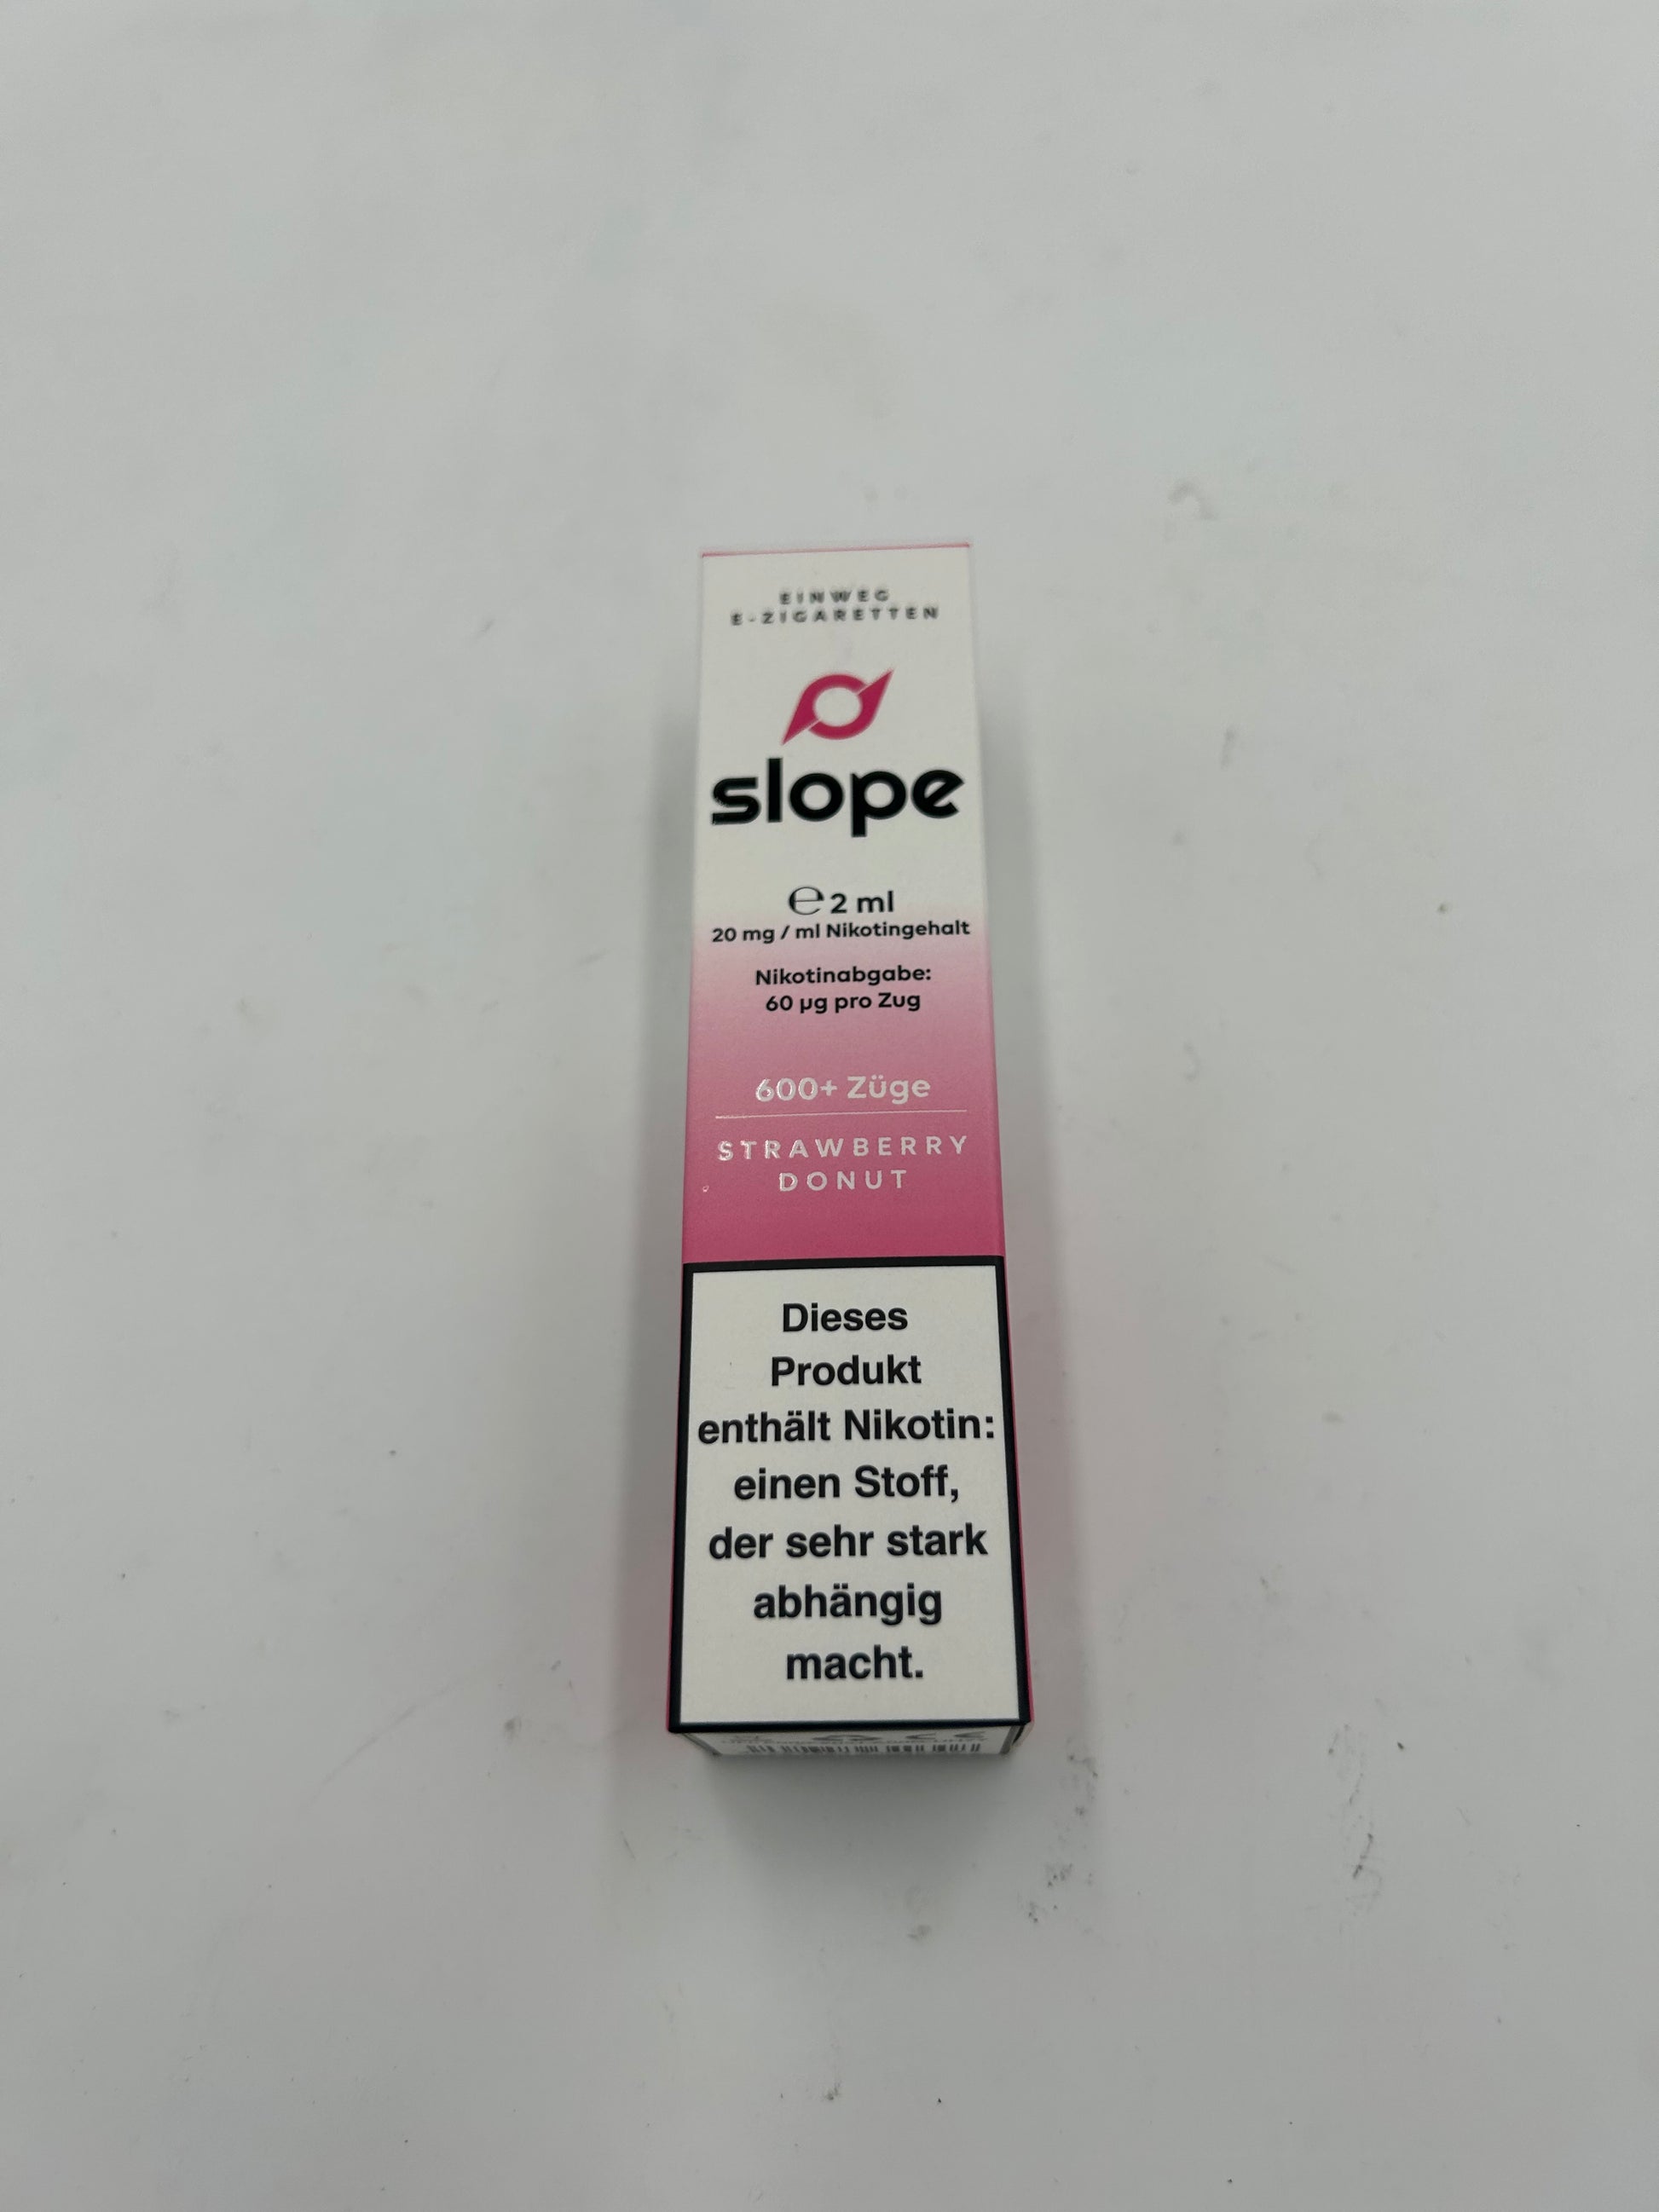 EINWEG
E-ZIGARETTEN
slope
℮ 2 ml
20 mg / ml Nikotingehalt
Nikotinabgabe:
60 µg pro Zug
600+ Züge
STRAWBERRY
DONUT
Dieses
Produkt
enthält Nikotin:
einen Stoff,
der sehr stark
abhängig
macht.